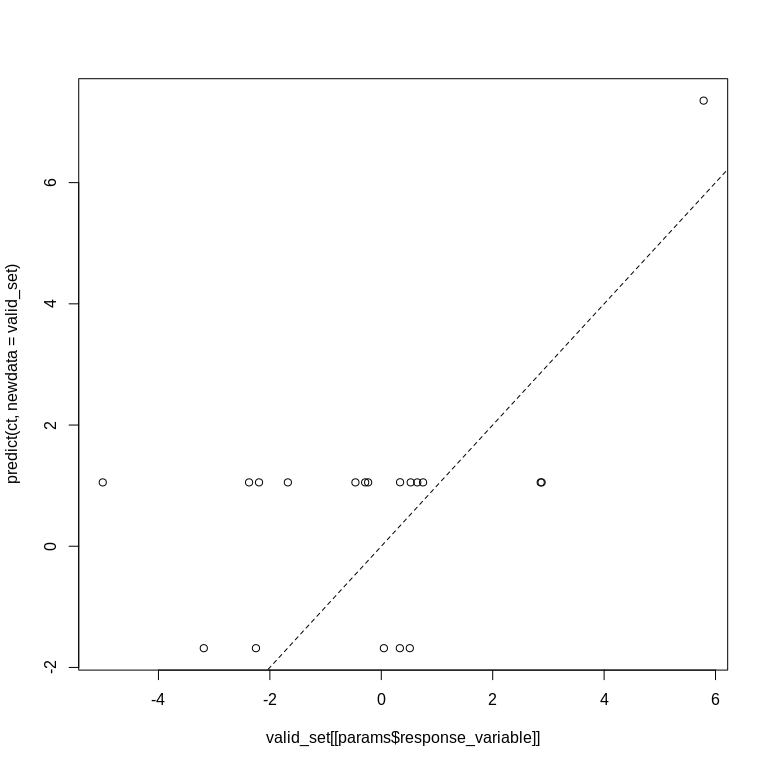 6
4
2
0
-2
predict(ct, newdata = valid_set)
-4 -2 0 2 4 6
valid_set[[params$response_variable]]